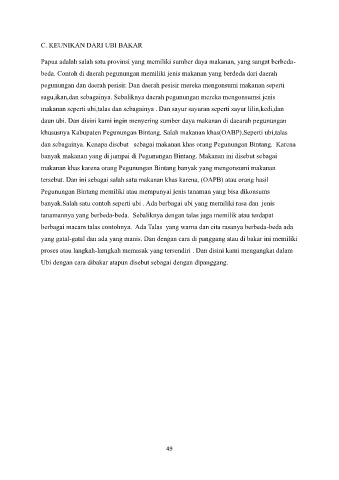 C. KEUNIKAN DARI UBI BAKAR
Papua adalah salah satu provinsi yang memiliki sumber daya makanan, yang sangat berbeda-
beda. Contoh di daerah pegunungan memiliki jenis makanan yang berdeda dari daerah
pegunungan dan daerah pesisir. Dan daerah pesisir mereka mengonsumi makanan seperti
sagu,ikan,dan sebagainya. Sebaliknya daerah pegunungan mereka mengonsumsi jenis
makanan seperti ubi,talas dan sebagainya . Dan sayur sayuran seperti sayur lilin,kedi,dan
daun ubi. Dan disini kami ingin menyering sumber daya makanan di daearah pegunungan
khususnya Kabupaten Pegunungan Bintang. Salah makanan khas(OABP),Seperti ubi,talas
dan sebagainya. Kenapa disebut sebagai makanan khas orang Pegunungan Bintang. Karena
banyak makanan yang di jumpai di Pegunungan Bintang. Makanan ini disebut sebagai
makanan khas karena orang Pegunungan Bintang banyak yang mengonsumi makanan
tersebut. Dan ini sebagai salah satu makanan khas karena, (OAPB) atau orang hasil
Pegunungan Bintang memiliki atau mempunyai jenis tanaman yang bisa dikonsums
banyak.Salah satu contoh seperti ubi . Ada berbagai ubi yang memiliki rasa dan jenis
tanamannya yang berbeda-beda. Sebaliknya dengan talas juga memilik atau terdapat
berbagai macam talas contohnya. Ada Talas yang warna dan cita rasanya berbeda-beda ada
yang gatal-gatal dan ada yang manis. Dan dengan cara di panggang atau di bakar ini memiliki
proses atau langkah-langkah memasak yang tersendiri . Dan disini kami mengangkat dalam
Ubi dengan cara dibakar atapun disebut sebagai dengan dipanggang.
49